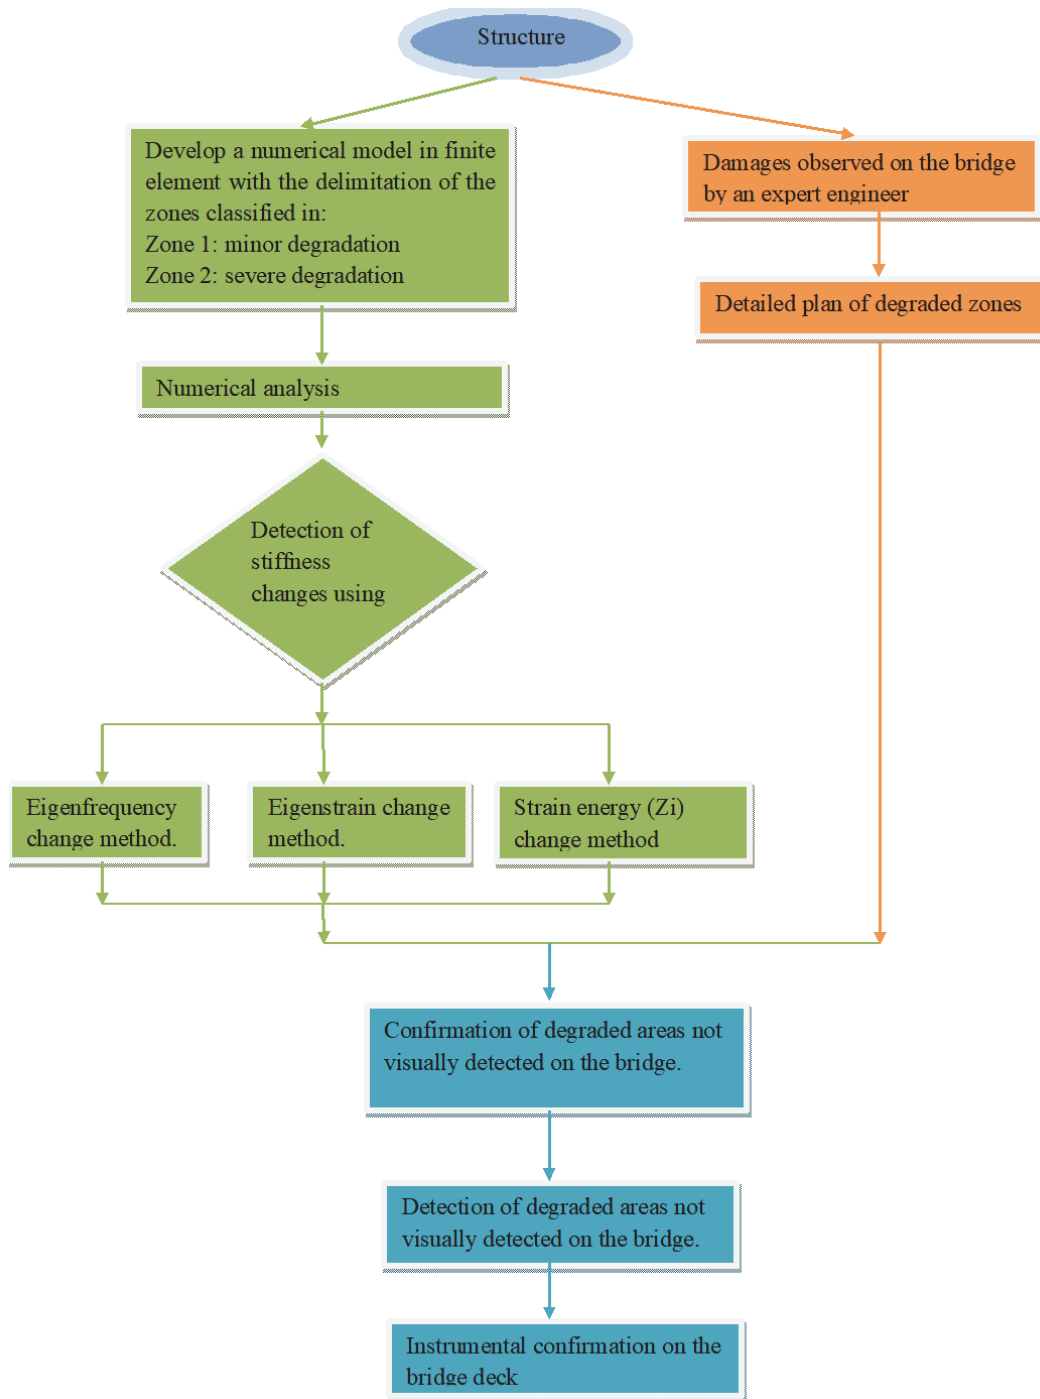 Structure
Develop a numerical model in finite
element with the delimitation of the
zones classified in:
Zone 1: minor degradation
Zone 2: severe degradation
Damages observed on the bridge
by an expert engineer
Detailed plan of degraded zones
Numerical analysis
Detection of
stiffness
changes using
Eigenfrequency
change method.
Eigenstrain change
method.
Strain energy (Zi)
change method
Confirmation of degraded areas not
visually detected on the bridge.
Detection of degraded areas not
visually detected on the bridge.
Instrumental confirmation on the
bridge deck